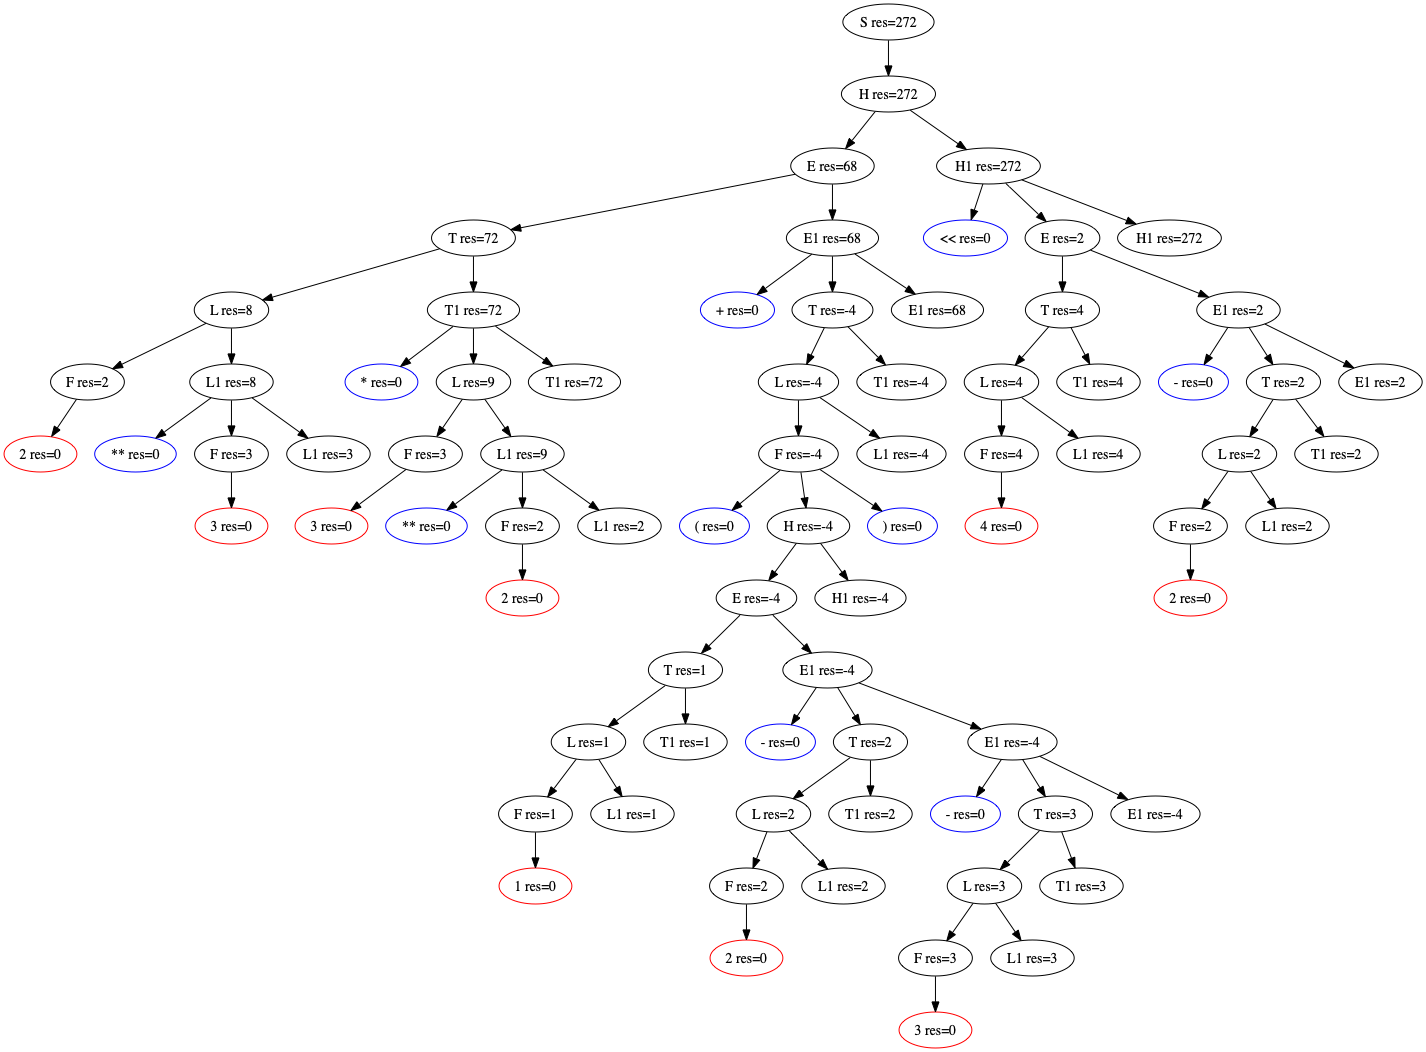 S res=272
H res=272
E res=68
H1 res=272
T res=72
E1 res=68
<< res=0
E res=2
H1 res=272
L res=8
T1 res=72
+ res=0
T res=-4
E1 res=68
T res=4
E1 res=2
F res=2
L1 res=8
* res=0
L res=9
T1 res=72
L res=-4
T1 res=-4
L res=4
T1 res=4
- res=0
T res=2
E1 res=2
2 res=0
** res=0
F res=3
L1 res=3
F res=3
L1 res=9
F res=-4
L1 res=-4
F res=4
L1 res=4
L res=2
T1 res=2
3 res=0
3 res=0
** res=0
F res=2
L1 res=2
( res=0
H res=-4
) res=0
4 res=0
F res=2
L1 res=2
2 res=0
E res=-4
H1 res=-4
2 res=0
T res=1
E1 res=-4
L res=1
T1 res=1
- res=0
T res=2
E1 res=-4
F res=1
L1 res=1
L res=2
T1 res=2
- res=0
T res=3
E1 res=-4
1 res=0
F res=2
L1 res=2
L res=3
T1 res=3
2 res=0
F res=3
L1 res=3
3 res=0